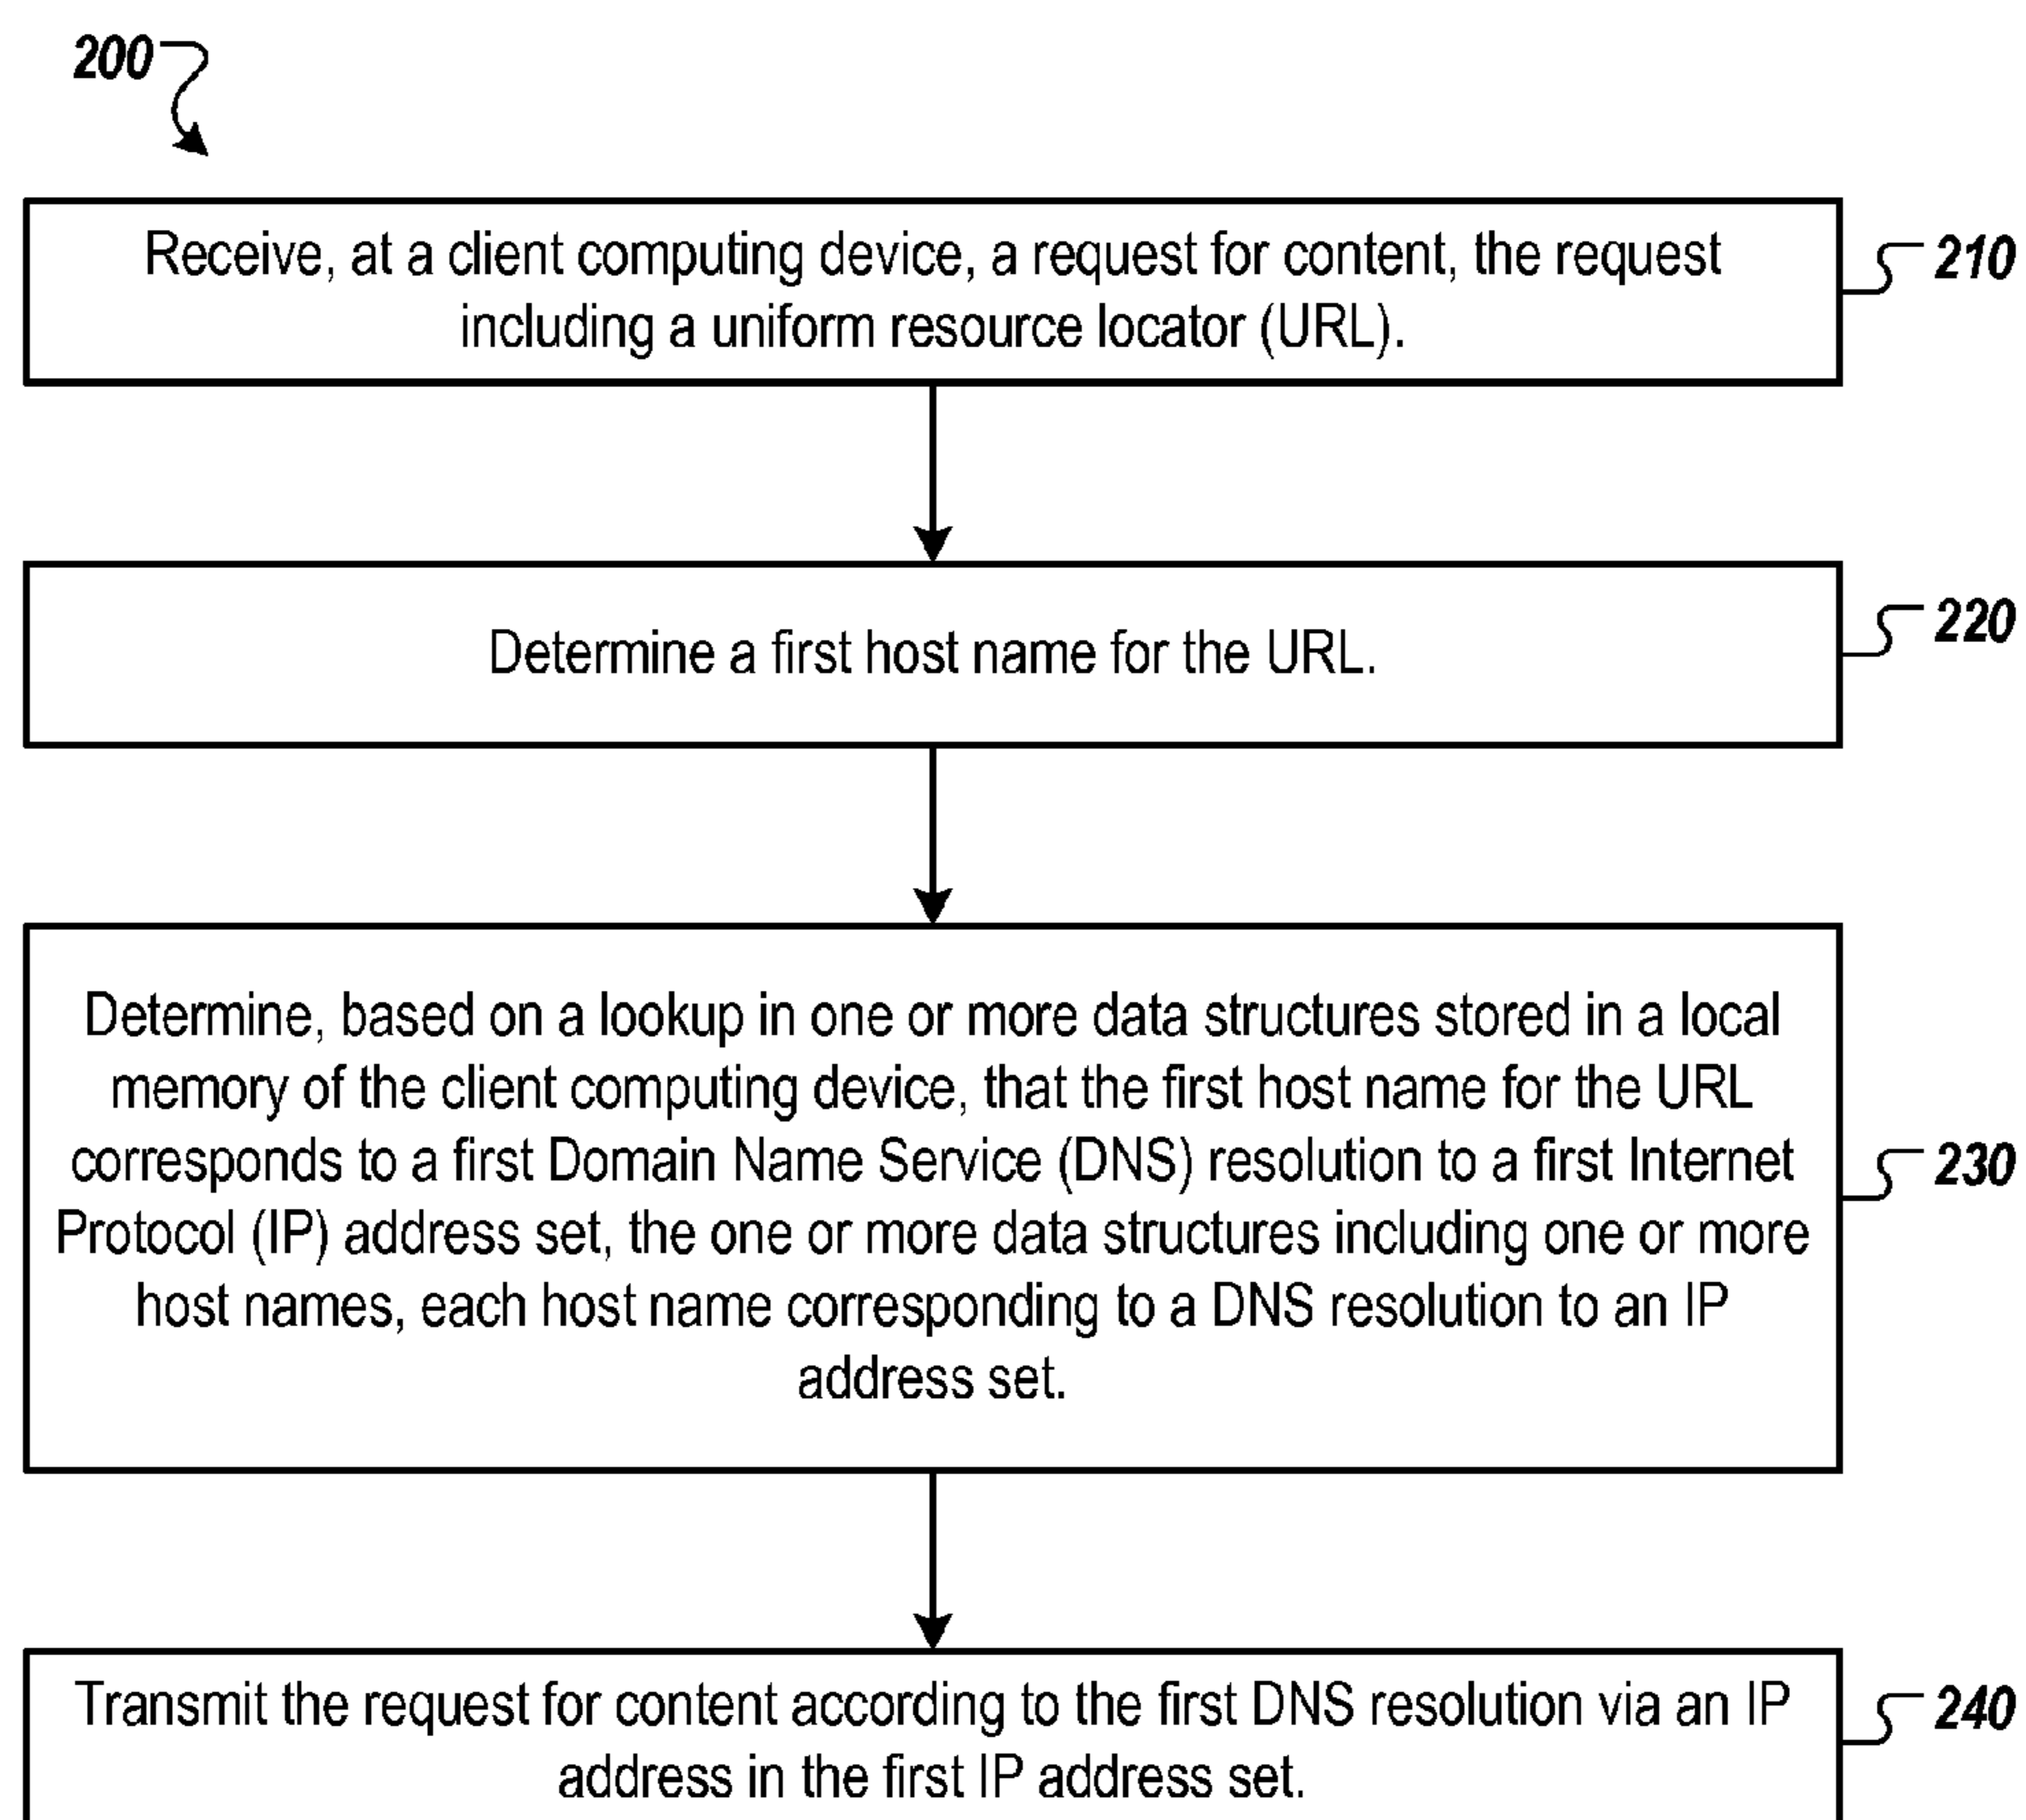 200
Receive, at a client computing device, a request for content, the request
including a uniform resource locator (URL).
210
Determine a first host name for the URL.
220
Determine, based on a lookup in one or more data structures stored in a local
memory of the client computing device, that the first host name for the URL
corresponds to a first Domain Name Service (DNS) resolution to a first Internet
Protocol (IP) address set, the one or more data structures including one or more
host names, each host name corresponding to a DNS resolution to an IP
address set.
230
Transmit the request for content according to the first DNS resolution via an IP
address in the first IP address set.
240